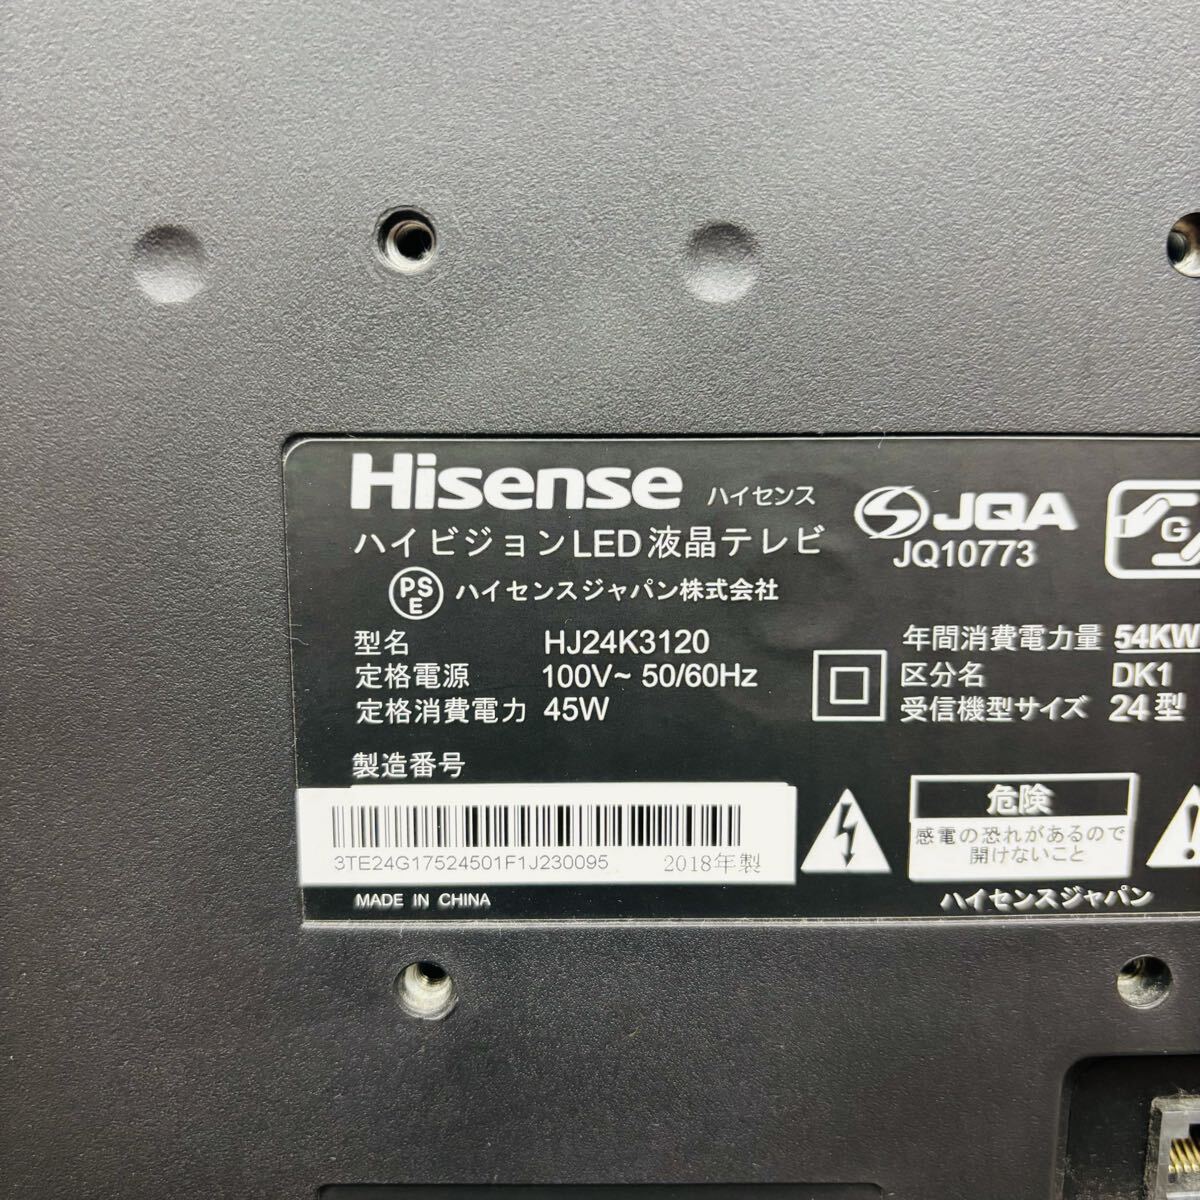 Hisense ハイセンス
ハイビジョンLED液晶テレビ
PSE ハイセンスジャパン株式会社
型名 HJ24K3120
定格電源 100V~ 50/60Hz
定格消費電力 45W
製造番号
3TE24G17524501F1J230095 2018年製
MADE IN CHINA
JQA
JQ10773
G
年間消費電力量 54KW
区分名 DK1
受信機型サイズ 24型
危険
感電の恐れがあるので
開けないこと
ハイセンスジャパン